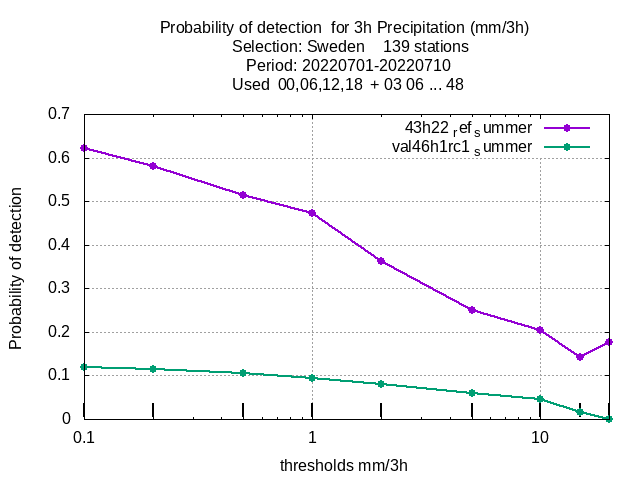 Probability of detection  for 3h Precipitation (mm/3h)
Selection: Sweden    139 stations
Period: 20220701-20220710
Used  00,06,12,18  + 03 06 ... 48
43h22 refsummer
val46h1rc1 summer
Probability of detection
0.7
0.6
0.5
0.4
0.3
0.2
0.1
0
0.1 1 10
thresholds mm/3h